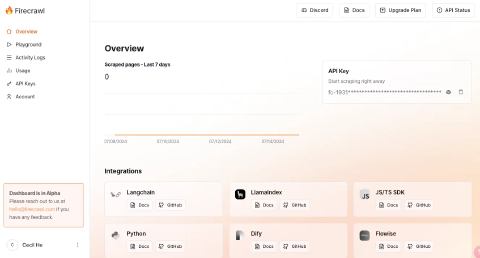 Firecrawl
Discord
Docs
Upgrade Plan
API Status
Overview
Playground
Activity Logs
Usage
API Keys
Account
Overview
Scraped pages - Last 7 days
0
07/08/2024
07/10/2024
07/12/2024
07/14/2024
API Key
Start scraping right away
fc-1931**********************************
Integrations
Langchain
Docs
GitHub
LlamaIndex
Docs
GitHub
JS/TS SDK
Docs
GitHub
Python
Docs
GitHub
Dify
Docs
GitHub
Flowise
Docs
GitHub
Dashboard is in Alpha
Please reach out to us at
hello@firecrawl.com if you
have any feedback.
C
Cecil He